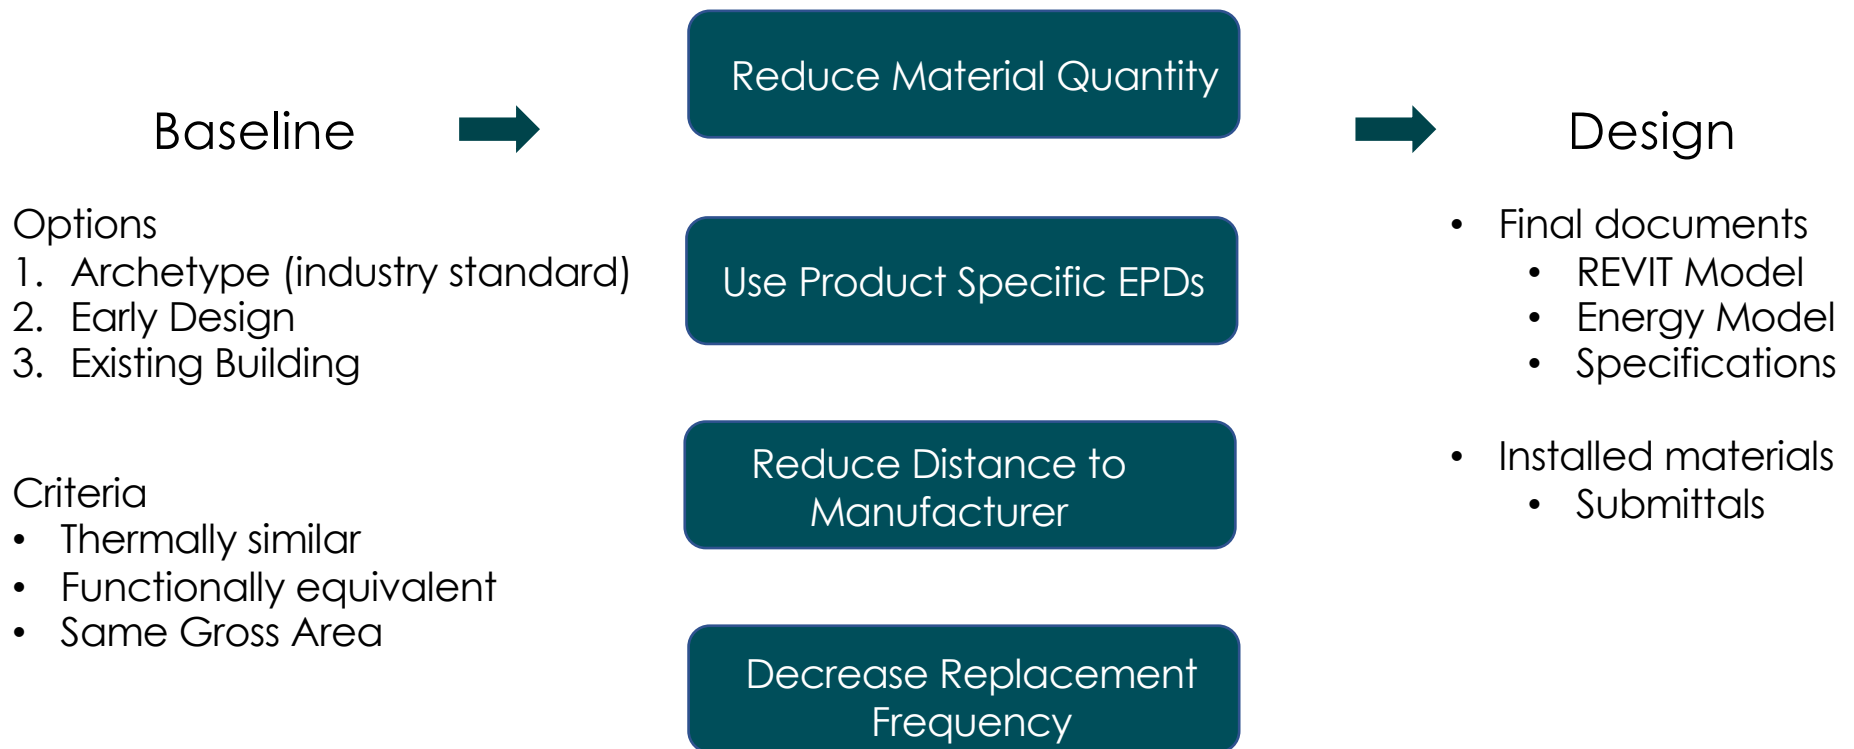 Baseline
Options
1. Archetype (industry standard)
2. Early Design
3. Existing Building
Criteria
• Thermally similar
• Functionally equivalent
• Same Gross Area
Reduce Material Quantity
Use Product Specific EPDs
Reduce Distance to
Manufacturer
Decrease Replacement
Frequency
Design
• Final documents
• REVIT Model
• Energy Model
• Specifications
• Installed materials
• Submittals